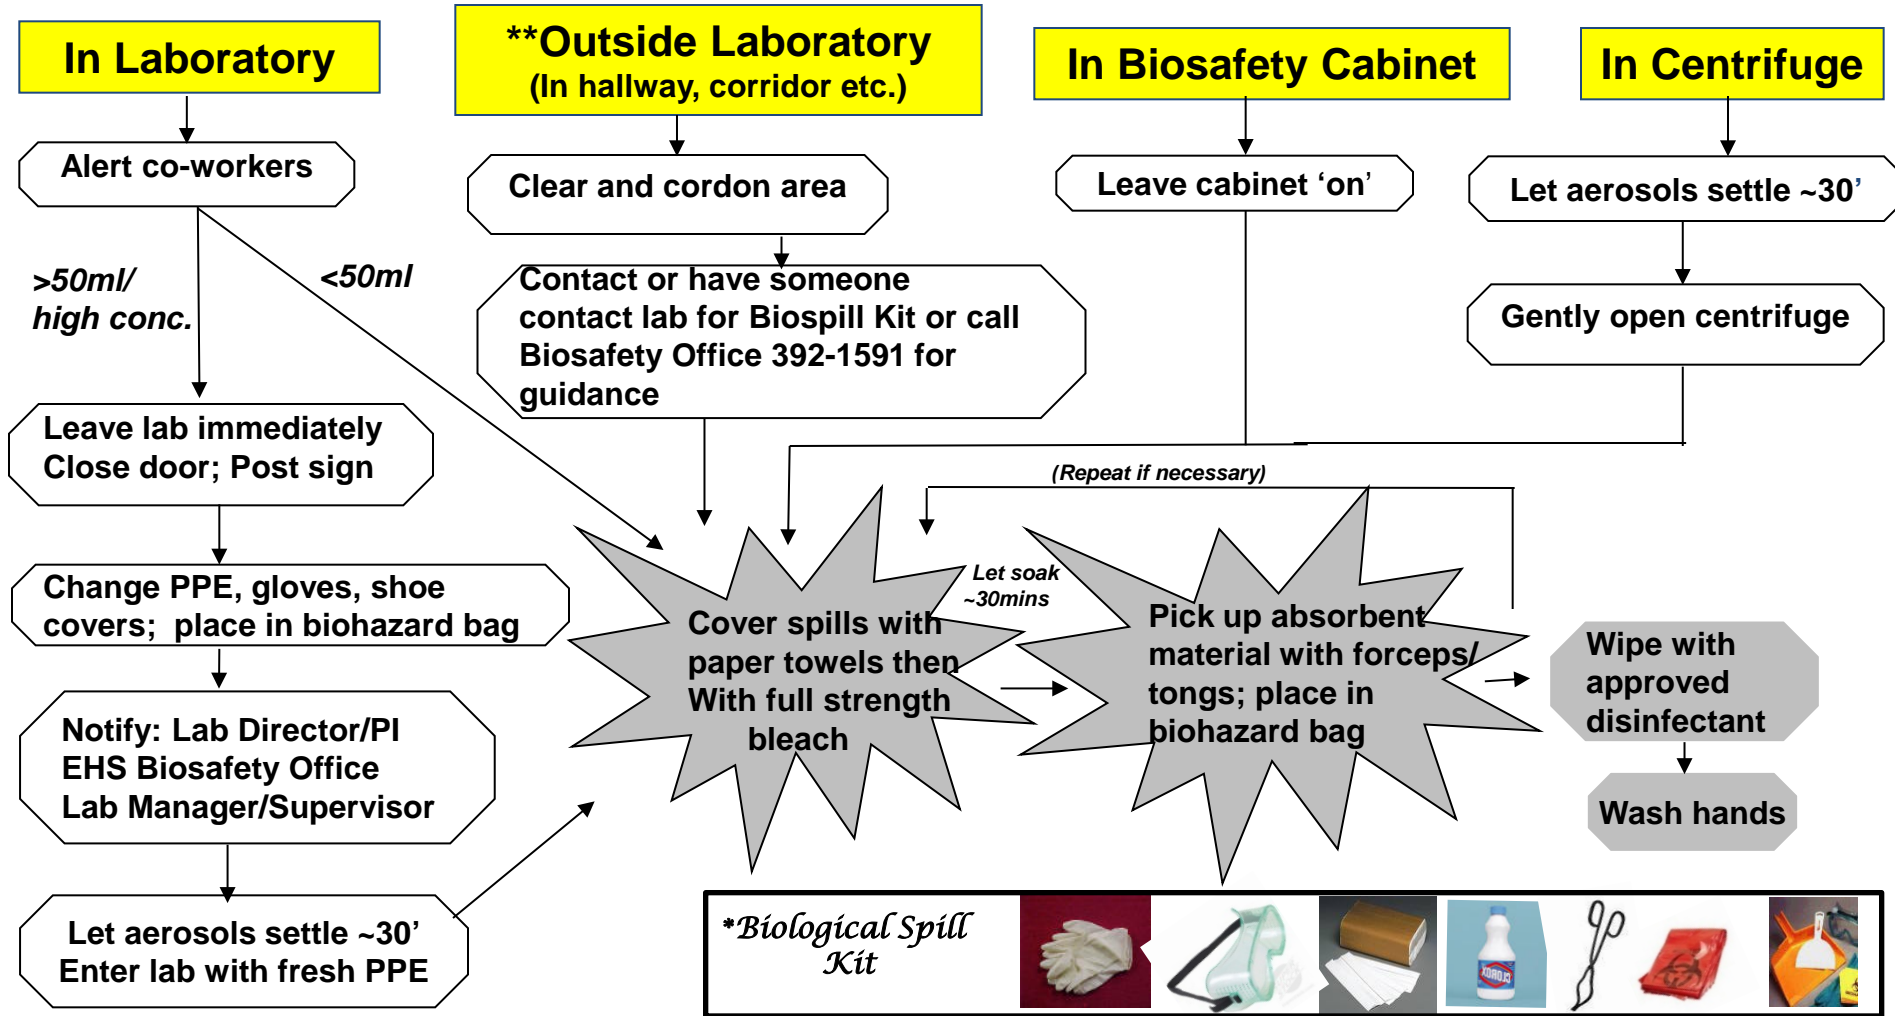 In Laboratory
**Outside Laboratory
(In hallway, corridor etc.)
In Biosafety Cabinet
In Centrifuge
Alert co-workers
Clear and cordon area
Leave cabinet ‘on’
Let aerosols settle ~30’
>50ml/
high conc.
<50ml
Contact or have someone
contact lab for Biospill Kit or call
Biosafety Office 392-1591 for
guidance
Gently open centrifuge
Leave lab immediately
Close door; Post sign
(Repeat if necessary)
Change PPE, gloves, shoe
covers; place in biohazard bag
Cover spills with
paper towels then
With full strength
bleach
Let soak
~30mins
Pick up absorbent
material with forceps/
tongs; place in
biohazard bag
Wipe with
approved
disinfectant
Wash hands
Notify: Lab Director/PI
EHS Biosafety Office
Lab Manager/Supervisor
Let aerosols settle ~30’
Enter lab with fresh PPE
*Biological Spill
Kit
CLOROX